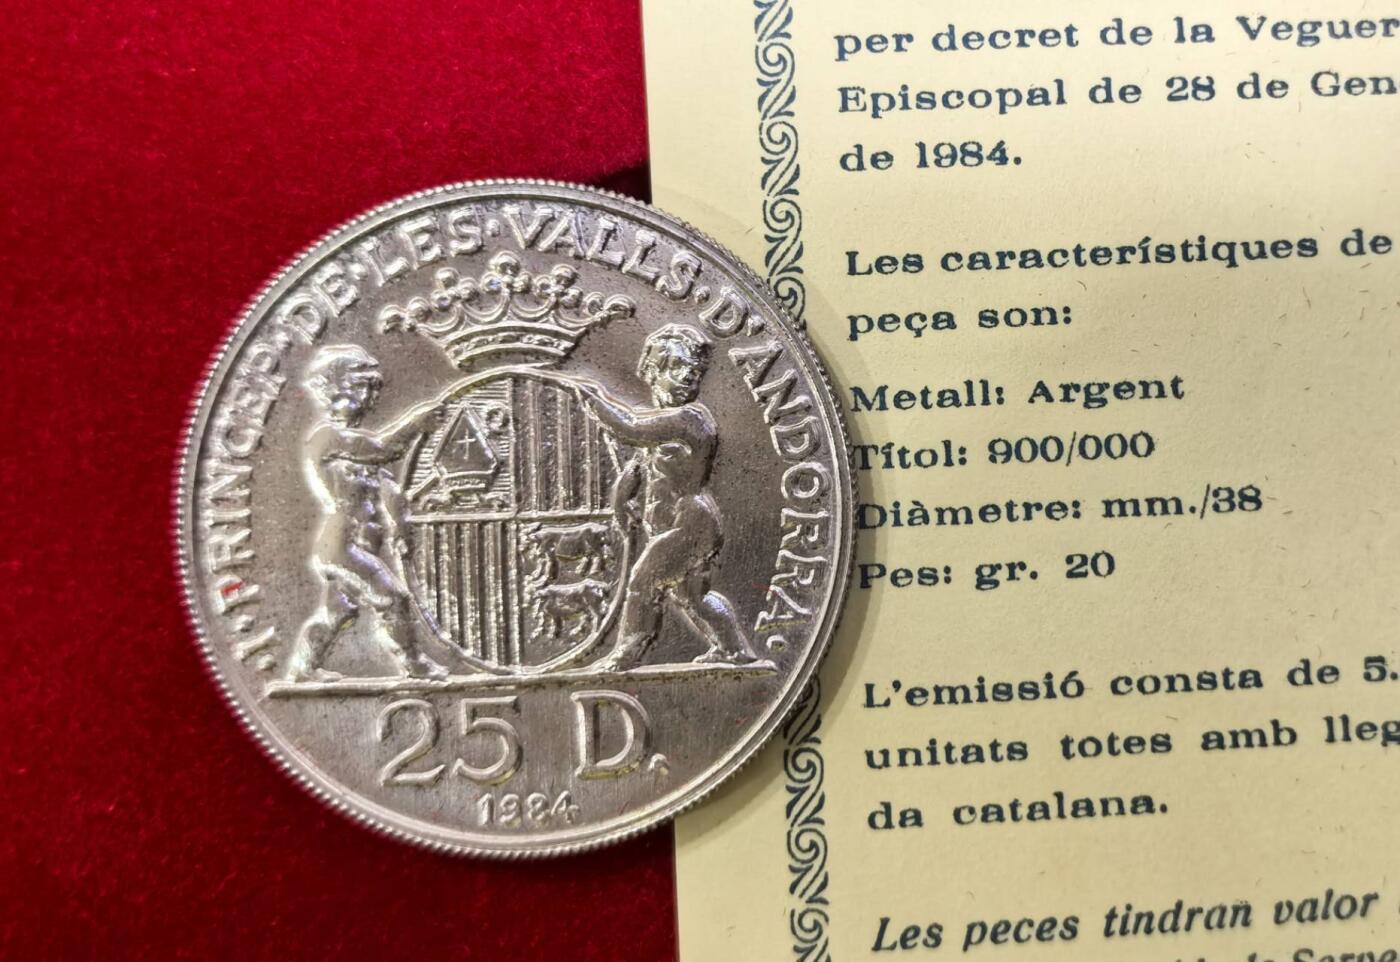 ·I·PRINCEP·DE·LES·VALLS·D'ANDORRA·
25 D.
1984
per decret de la Veguer
Episcopal de 28 de Gen
de 1984.
Les característiques de
peça son:
Metall: Argent
Títol: 900/000
Diàmetre: mm./38
Pes: gr. 20
L'emissió consta de 5.
unitats totes amb lleg
da catalana.
Les peces tindran valor